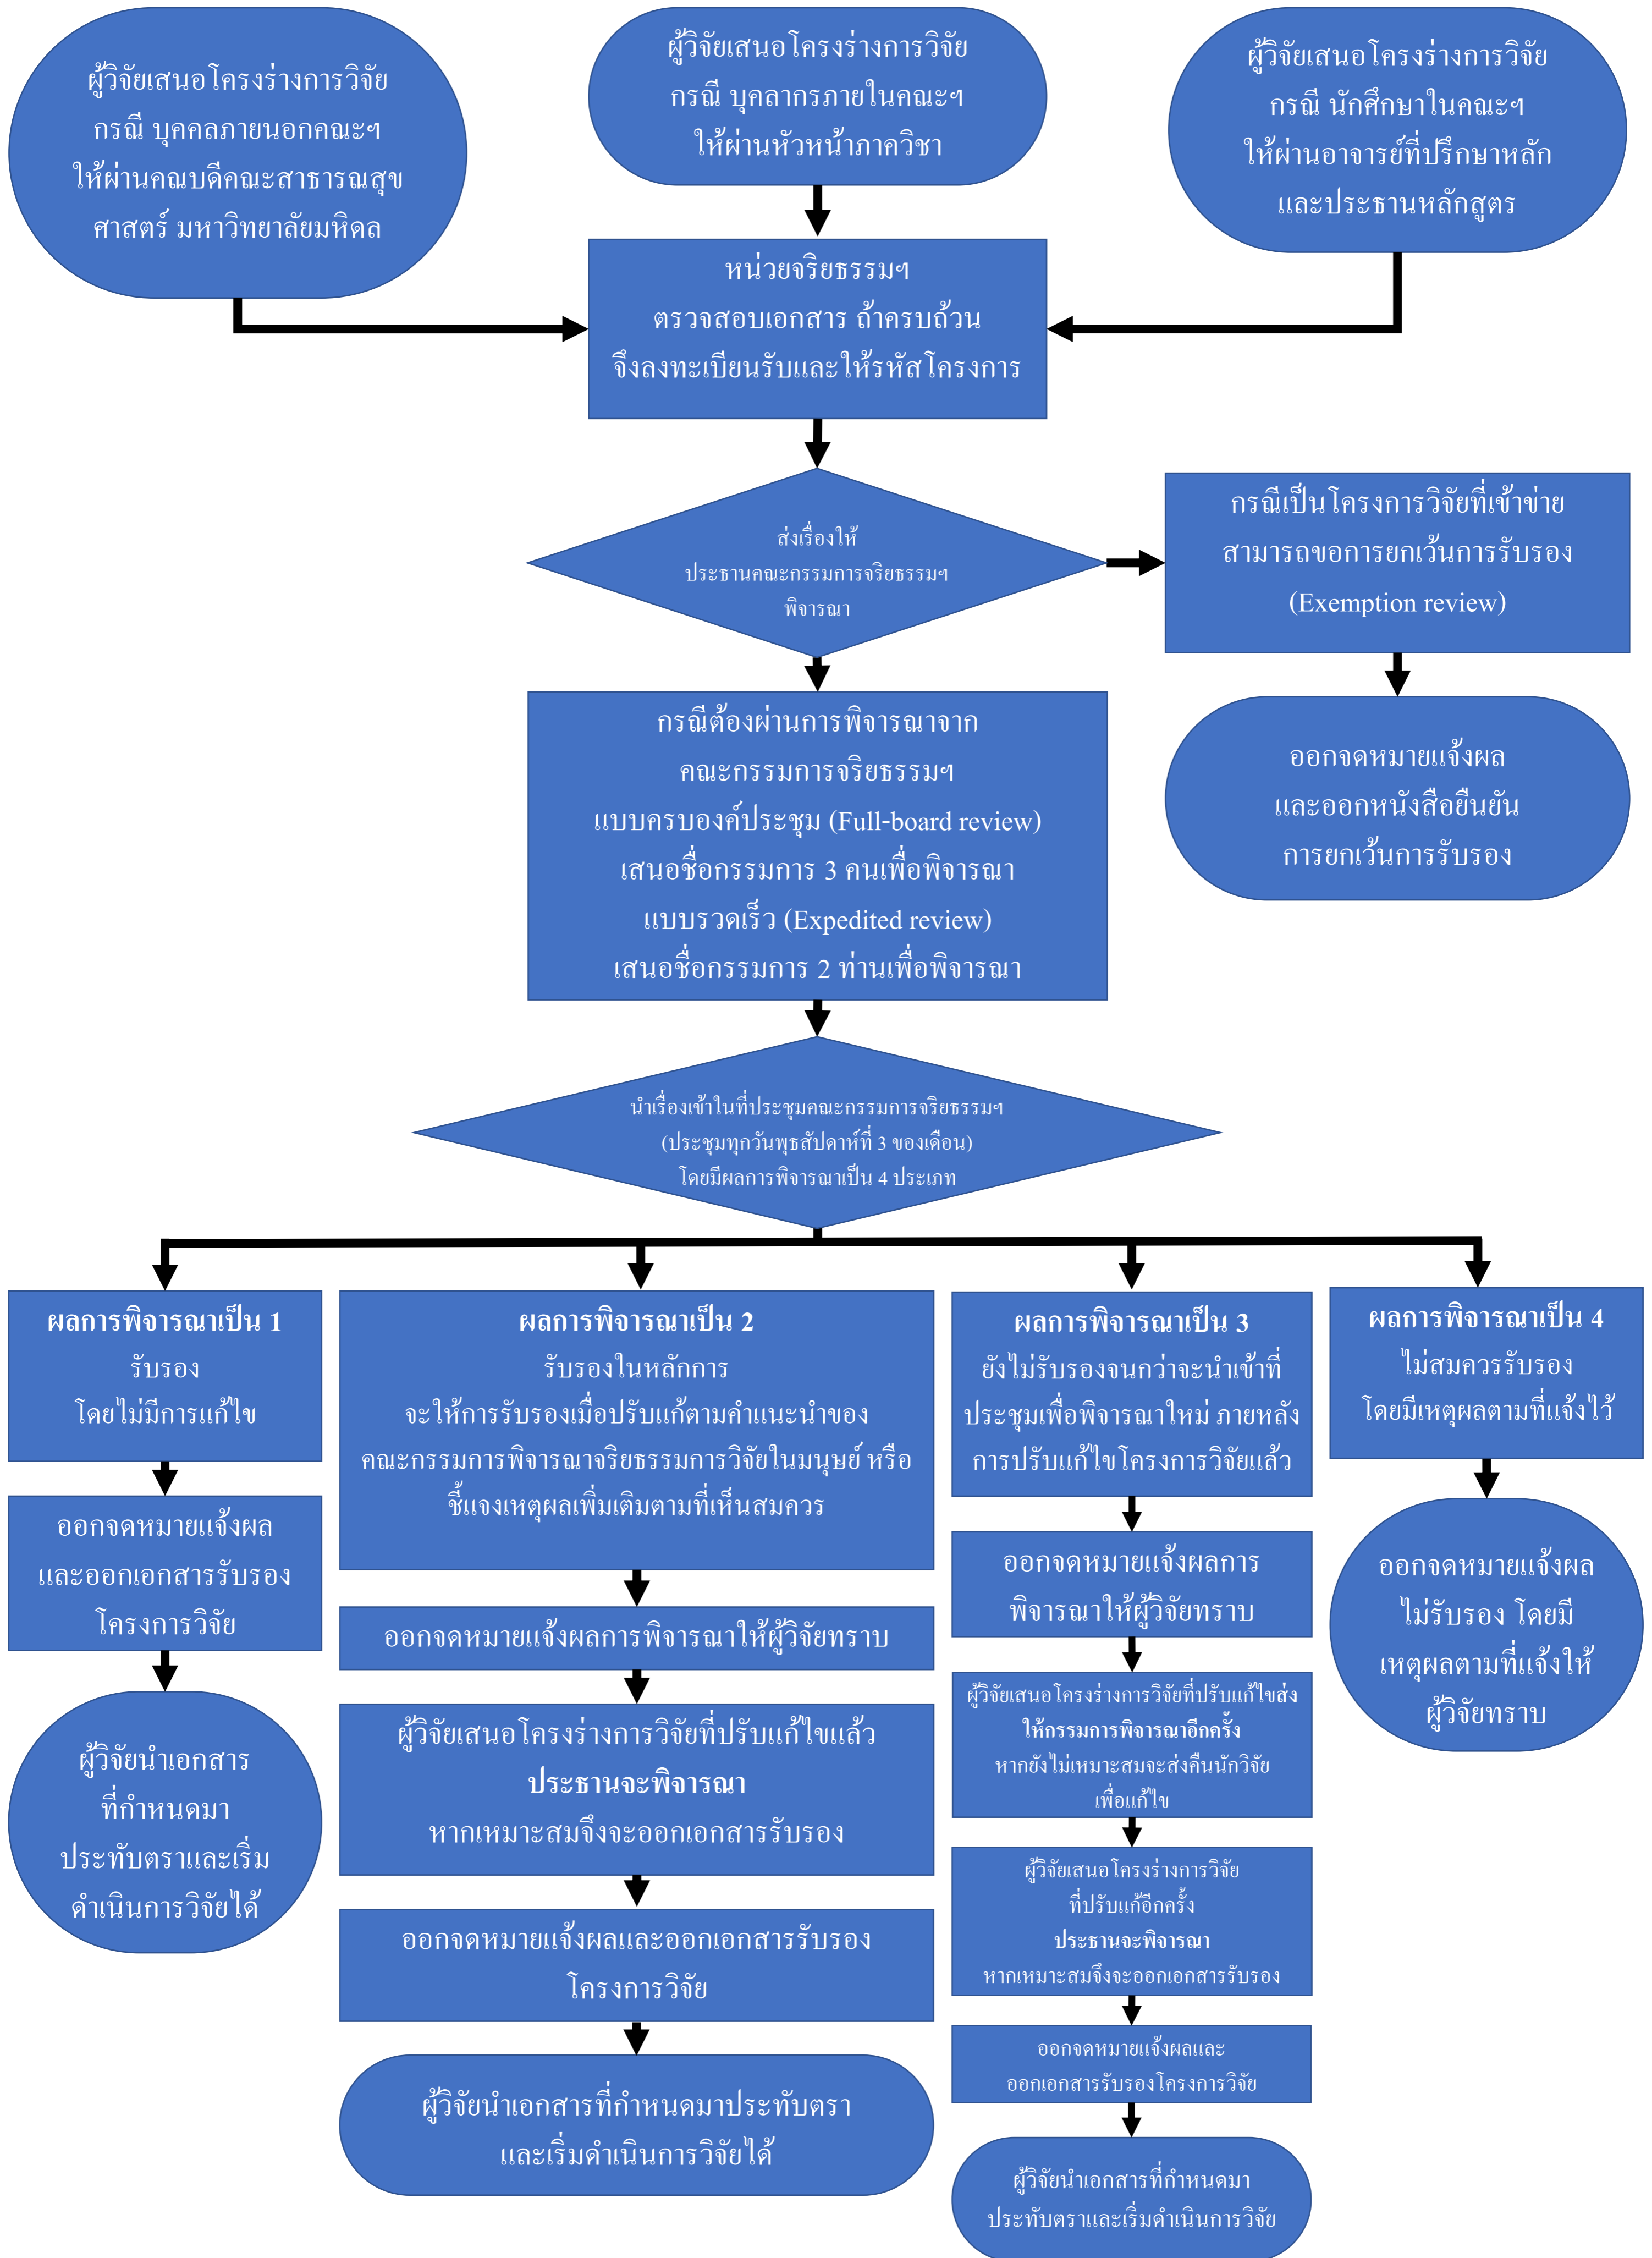 ผู้วิจัยเสนอโครงร่างการวิจัย
กรณี บุคคลภายนอกคณะฯ
ให้ผ่านคณบดีคณะสาธารณสุข
ศาสตร์ มหาวิทยาลัยมหิดล
ผู้วิจัยเสนอโครงร่างการวิจัย
กรณี บุคลากรภายในคณะฯ
ให้ผ่านหัวหน้าภาควิชา
ผู้วิจัยเสนอโครงร่างการวิจัย
กรณี นักศึกษาในคณะฯ
ให้ผ่านอาจารย์ที่ปรึกษาหลัก
และประธานหลักสูตร
หน่วยจริยธรรมฯ
ตรวจสอบเอกสาร ถ้าครบถ้วน
จึงลงทะเบียนรับและให้รหัสโครงการ
ส่งเรื่องให้
ประธานคณะกรรมการจริยธรรมฯ
พิจารณา
กรณีเป็นโครงการวิจัยที่เข้าข่าย
สามารถขอการยกเว้นการรับรอง
(Exemption review)
ออกจดหมายแจ้งผล
และออกหนังสือยืนยัน
การยกเว้นการรับรอง
กรณีต้องผ่านการพิจารณาจาก
คณะกรรมการจริยธรรมฯ
แบบครบองค์ประชุม (Full-board review)
เสนอชื่อกรรมการ 3 คนเพื่อพิจารณา
แบบรวดเร็ว (Expedited review)
เสนอชื่อกรรมการ 2 ท่านเพื่อพิจารณา
นำเรื่องเข้าในที่ประชุมคณะกรรมการจริยธรรมฯ
(ประชุมทุกวันพุธสัปดาห์ที่ 3 ของเดือน)
โดยมีผลการพิจารณาเป็น 4 ประเภท
ผลการพิจารณาเป็น 1
รับรอง
โดยไม่มีการแก้ไข
ออกจดหมายแจ้งผล
และออกเอกสารรับรอง
โครงการวิจัย
ผู้วิจัยนำเอกสาร
ที่กำหนดมา
ประทับตราและเริ่ม
ดำเนินการวิจัยได้
ผลการพิจารณาเป็น 2
รับรองในหลักการ
จะให้การรับรองเมื่อปรับแก้ตามคำแนะนำของ
คณะกรรมการพิจารณาจริยธรรมการวิจัยในมนุษย์ หรือ
ชี้แจงเหตุผลเพิ่มเติมตามที่เห็นสมควร
ออกจดหมายแจ้งผลการพิจารณาให้ผู้วิจัยทราบ
ผู้วิจัยเสนอโครงร่างการวิจัยที่ปรับแก้ไขแล้ว
ประธานจะพิจารณา
หากเหมาะสมจึงจะออกเอกสารรับรอง
ออกจดหมายแจ้งผลและออกเอกสารรับรอง
โครงการวิจัย
ผู้วิจัยนำเอกสารที่กำหนดมาประทับตรา
และเริ่มดำเนินการวิจัยได้
ผลการพิจารณาเป็น 3
ยังไม่รับรองจนกว่าจะนำเข้าที่
ประชุมเพื่อพิจารณาใหม่ ภายหลัง
การปรับแก้ไขโครงการวิจัยแล้ว
ออกจดหมายแจ้งผลการ
พิจารณาให้ผู้วิจัยทราบ
ผู้วิจัยเสนอโครงร่างการวิจัยที่ปรับแก้ไขส่ง
ให้กรรมการพิจารณาอีกครั้ง
หากยังไม่เหมาะสมจะส่งคืนนักวิจัย
เพื่อแก้ไข
ผู้วิจัยเสนอโครงร่างการวิจัย
ที่ปรับแก้อีกครั้ง
ประธานจะพิจารณา
หากเหมาะสมจึงจะออกเอกสารรับรอง
ออกจดหมายแจ้งผลและ
ออกเอกสารรับรองโครงการวิจัย
ผู้วิจัยนำเอกสารที่กำหนดมา
ประทับตราและเริ่มดำเนินการวิจัย
ผลการพิจารณาเป็น 4
ไม่สมควรรับรอง
โดยมีเหตุผลตามที่แจ้งไว้
ออกจดหมายแจ้งผล
ไม่รับรอง โดยมี
เหตุผลตามที่แจ้งให้
ผู้วิจัยทราบ